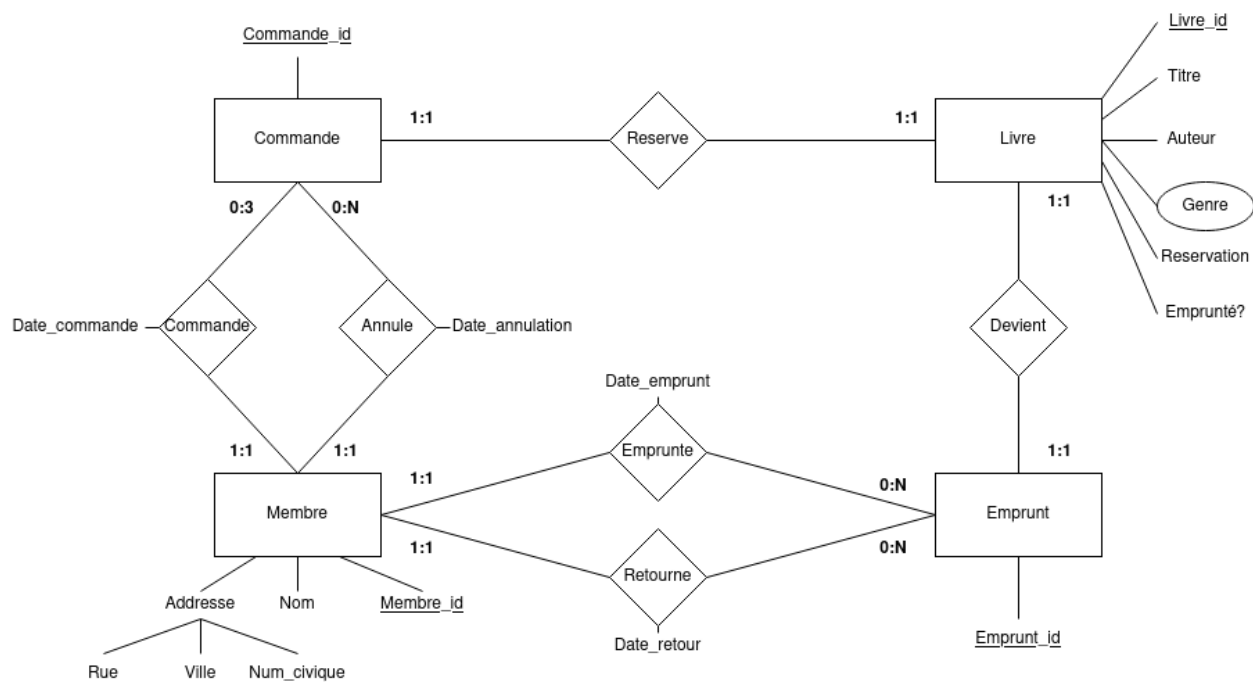 Commande_id
Livre_id
Titre
Commande
1:1
Reserve
1:1
Livre
Auteur
0:3
0:N
1:1
Genre
Reservation
Emprunté?
Date_commande
Commande
Annule
Date_annulation
Devient
Date_emprunt
1:1
1:1
1:1
Emprunte
0:N
1:1
Membre
Emprunt
1:1
0:N
Retourne
Addresse
Nom
Membre_id
Date_retour
Emprunt_id
Rue
Ville
Num_civique